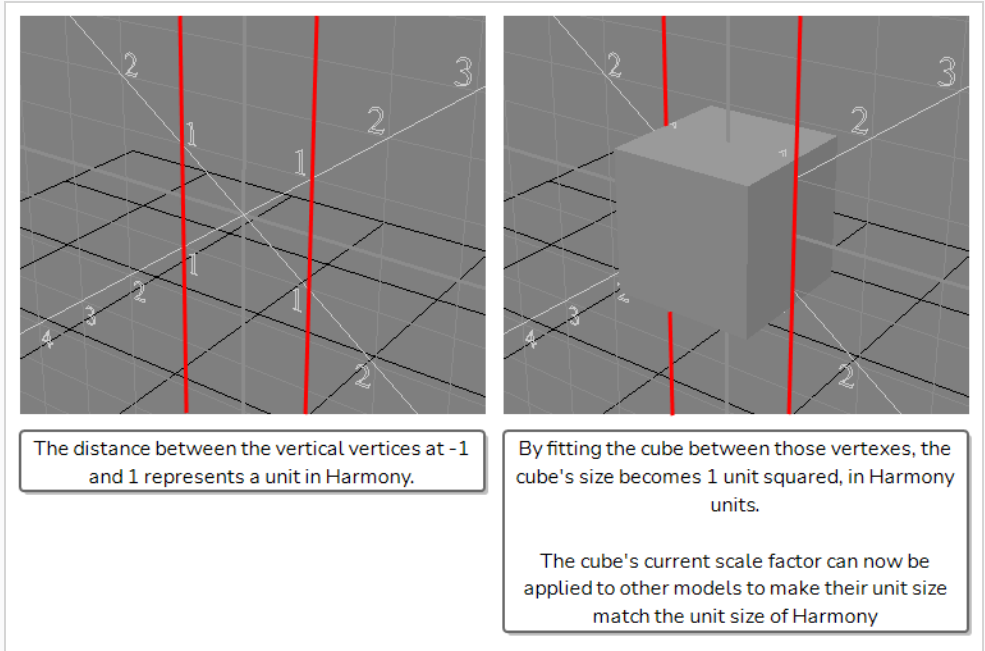 2
3
2
1
1
1
2
1
3
4
2
The distance between the vertical vertices at -1
and 1 represents a unit in Harmony.
2
3
2
3
4
2
By fitting the cube between those vertexes, the
cube's size becomes 1 unit squared, in Harmony
units.
The cube's current scale factor can now be
applied to other models to make their unit size
match the unit size of Harmony